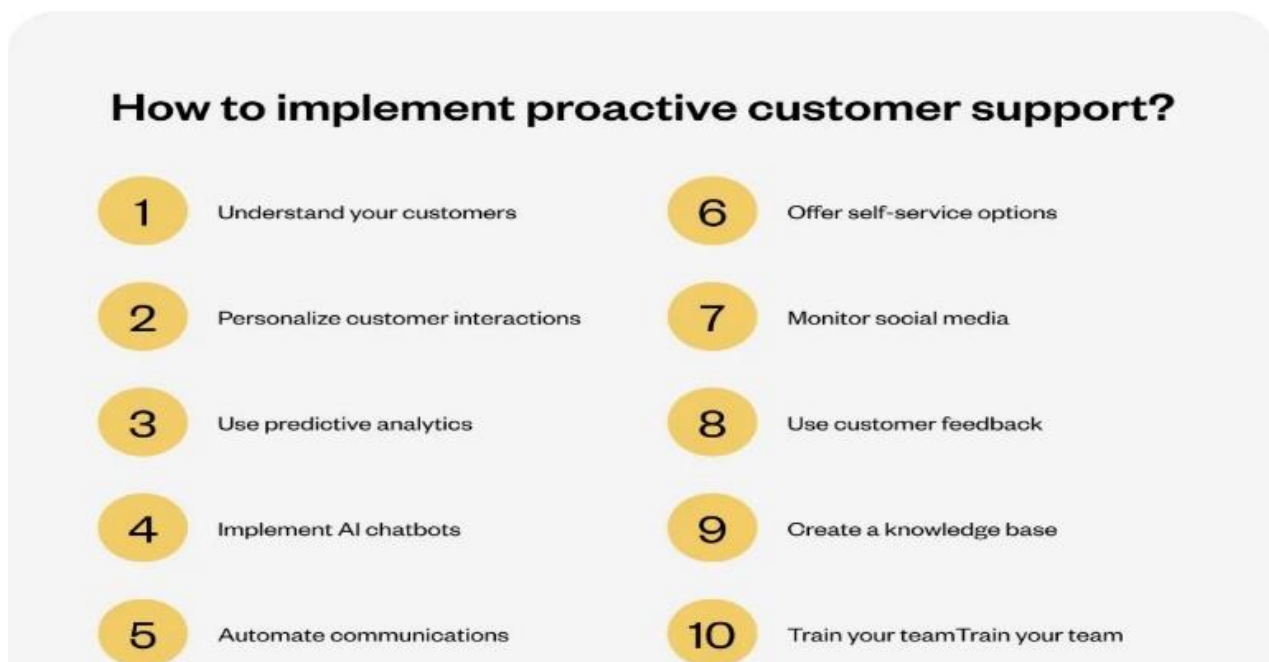 How to implement proactive customer support?
1 Understand your customers
2 Personalize customer interactions
3 Use predictive analytics
4 Implement AI chatbots
5 Automate communications
6 Offer self-service options
7 Monitor social media
8 Use customer feedback
9 Create a knowledge base
10 Train your teamTrain your team